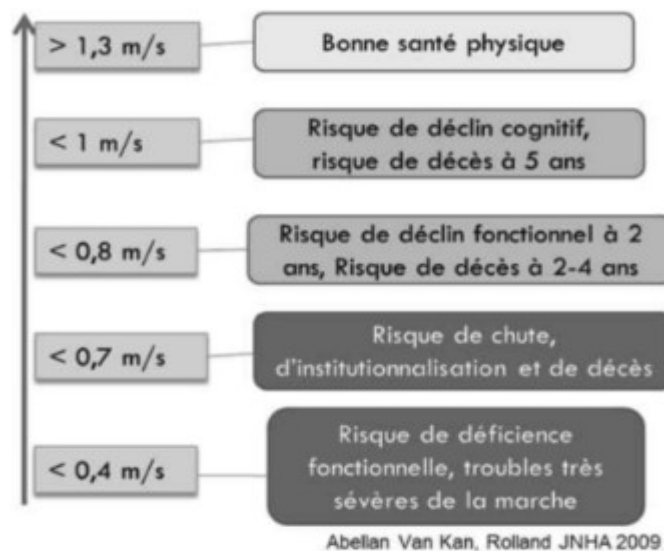 > 1,3 m/s
Bonne santé physique
< 1 m/s
Risque de déclin cognitif,
risque de décès à 5 ans
< 0,8 m/s
Risque de déclin fonctionnel à 2
ans, Risque de décès à 2-4 ans
< 0,7 m/s
Risque de chute,
d'institutionnalisation et de décès
< 0,4 m/s
Risque de déficience
fonctionnelle, troubles très
sévères de la marche
Abellan Van Kan, Rolland JNHA 2009